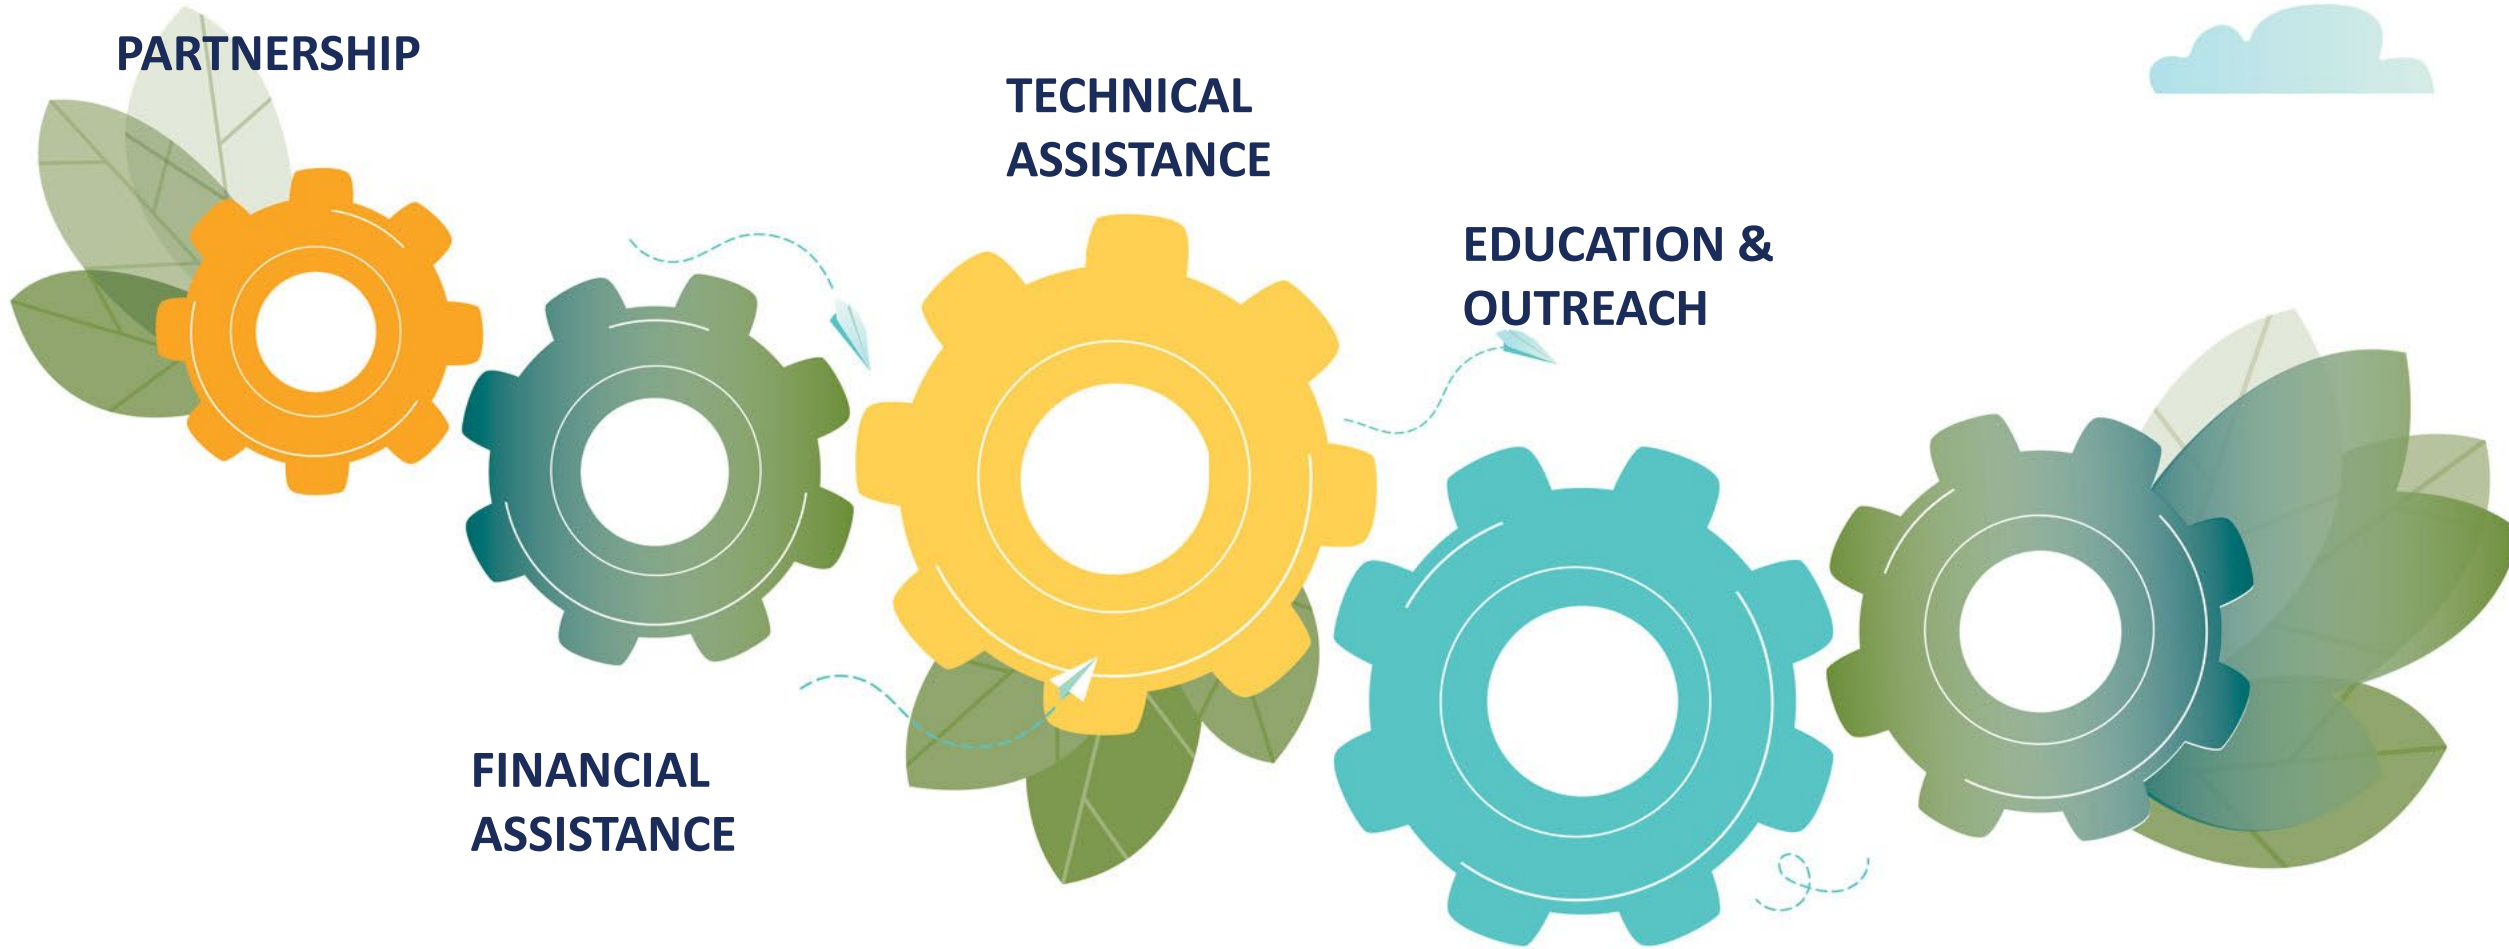 PARTNERSHIP
TECHNICAL
ASSISTANCE
EDUCATION &
OUTREACH
FINANCIAL
ASSISTANCE